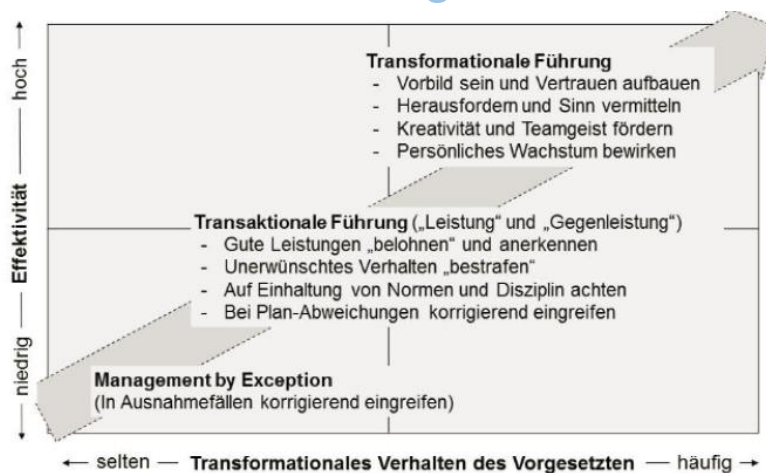 Transformationale Führung
- Vorbild sein und Vertrauen aufbauen
- Herausfordern und Sinn vermitteln
- Kreativität und Teamgeist fördern
- Persönliches Wachstum bewirken
Transaktionale Führung („Leistung“ und „Gegenleistung“)
- Gute Leistungen „belohnen“ und anerkennen
- Unerwünschtes Verhalten „bestrafen“
- Auf Einhaltung von Normen und Disziplin achten
- Bei Plan-Abweichungen korrigierend eingreifen
Management by Exception
(In Ausnahmefällen korrigierend eingreifen)
niedrig Effektivität hoch
selten Transformationales Verhalten des Vorgesetzten häufig